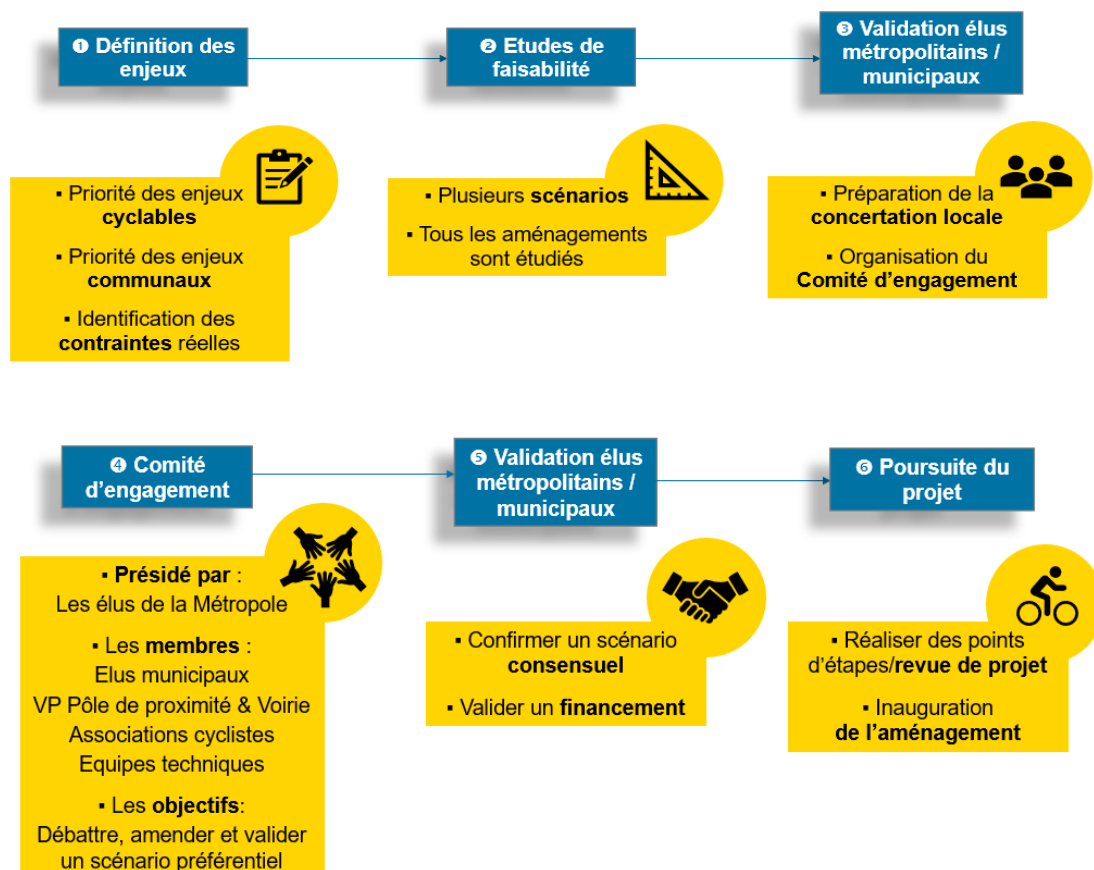 ❶ Définition des
enjeux
❷ Etudes de
faisabilité
❸ Validation élus
métropolitains /
municipaux
▪ Priorité des enjeux
cyclables
▪ Priorité des enjeux
communaux
▪ Identification des
contraintes réelles
▪ Plusieurs scénarios
▪ Tous les aménagements
sont étudiés
▪ Préparation de la
concertation locale
▪ Organisation du
Comité d’engagement
❹ Comité
d’engagement
❺ Validation élus
métropolitains /
municipaux
❻ Poursuite du
projet
▪ Présidé par :
Les élus de la Métropole
▪ Les membres :
Elus municipaux
VP Pôle de proximité & Voirie
Associations cyclistes
Equipes techniques
▪ Les objectifs:
Débattre, amender et valider
un scénario préférentiel
▪ Confirmer un scénario
consensuel
▪ Valider un financement
▪ Réaliser des points
d’étapes/revue de projet
▪ Inauguration
de l’aménagement